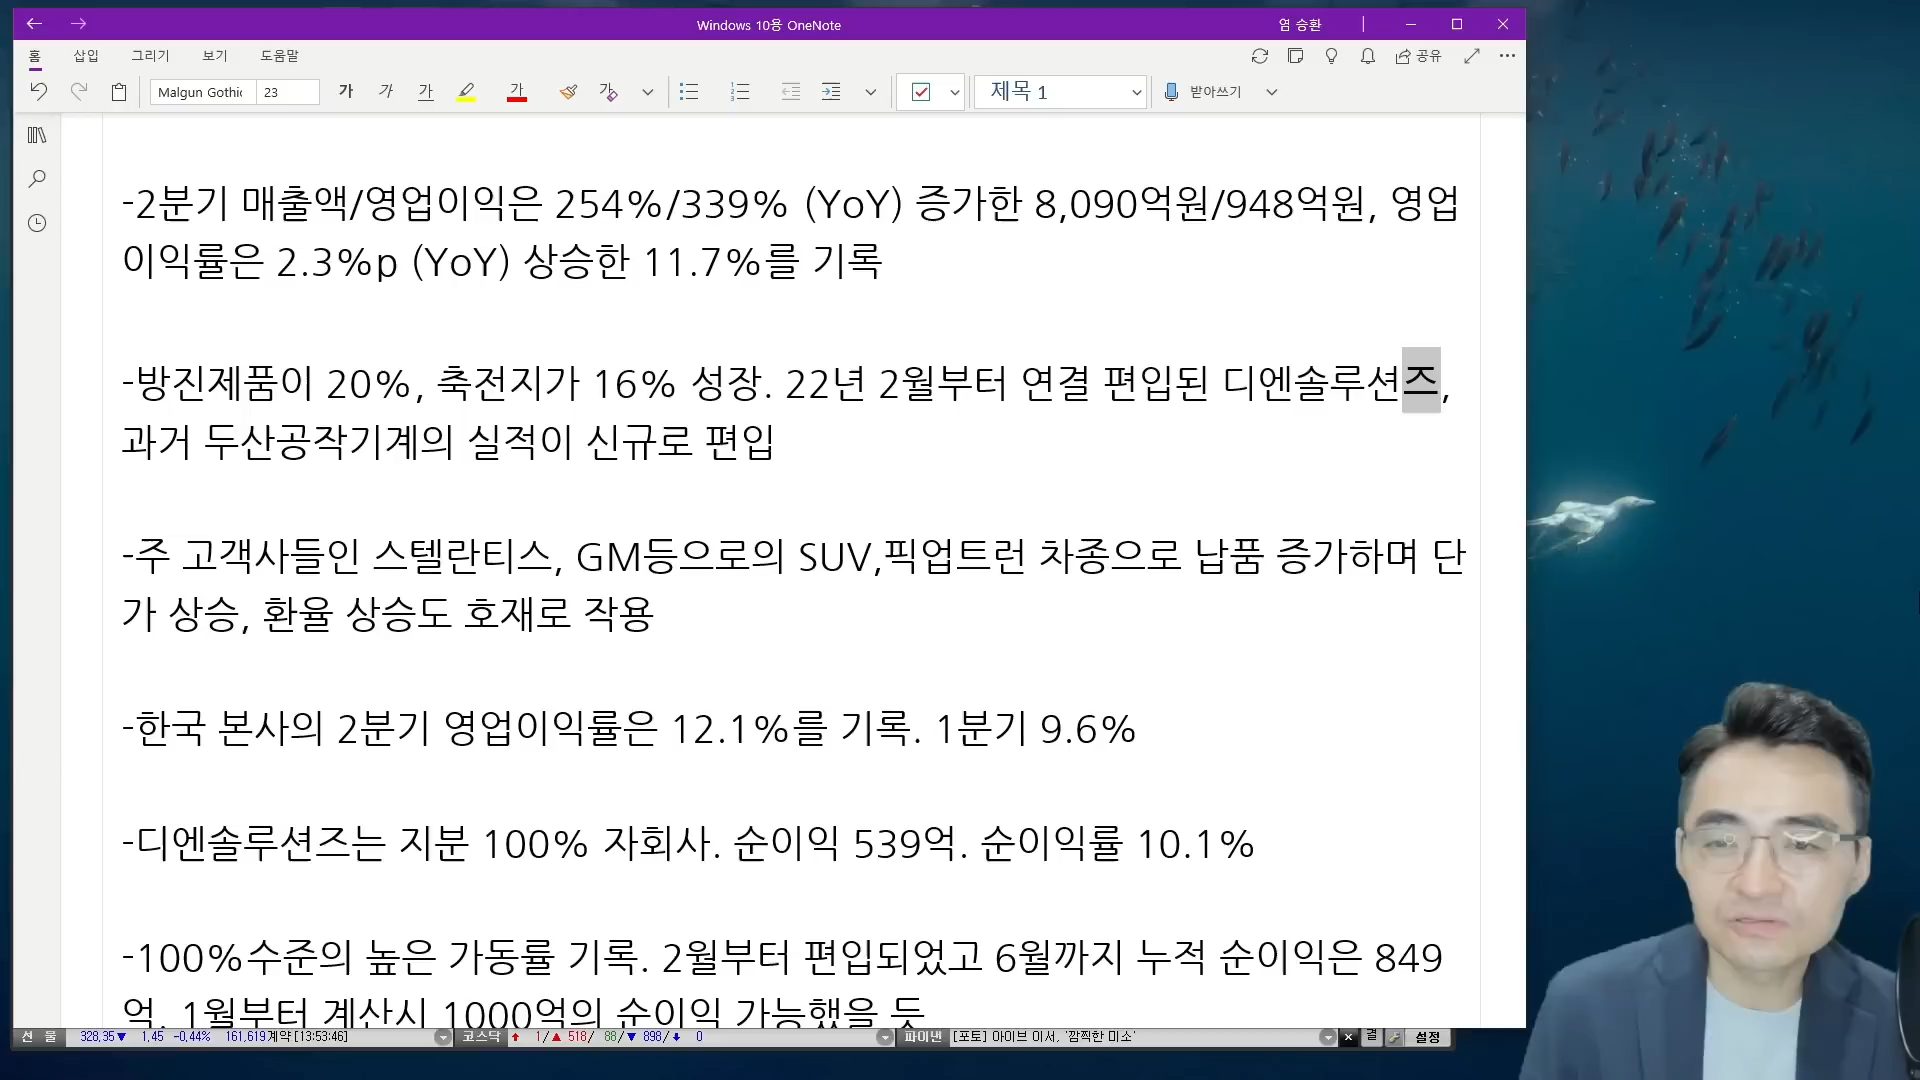 Windows 10용 OneNote
염 승환
홈 삽입 그리기 보기 도움말
공유
Malgun Gothic 23 가 가 가 가 가 제목 1 받아쓰기
-2분기 매출액/영업이익은 254%/339% (YoY) 증가한 8,090억원/948억원, 영업
이익률은 2.3%p (YoY) 상승한 11.7%를 기록
-방진제품이 20%, 축전지가 16% 성장. 22년 2월부터 연결 편입된 디엔솔루션즈,
과거 두산공작기계의 실적이 신규로 편입
-주 고객사들인 스텔란티스, GM등으로의 SUV,픽업트런 차종으로 납품 증가하며 단
가 상승, 환율 상승도 호재로 작용
-한국 본사의 2분기 영업이익률은 12.1%를 기록. 1분기 9.6%
-디엔솔루션즈는 지분 100% 자회사. 순이익 539억. 순이익률 10.1%
-100%수준의 높은 가동률 기록. 2월부터 편입되었고 6월까지 누적 순이익은 849
억. 1월부터 계산시 1000억의 순이익 가능했을 듯
선 물 328,35▼ 1,45 -0,44% 161,619계약 [13:53:46] 코스닥 1/▲ 518/ 88/▼ 898/ 0 파이낸 [포토] 아이브 이서, '깜찍한 미소' 결 설정